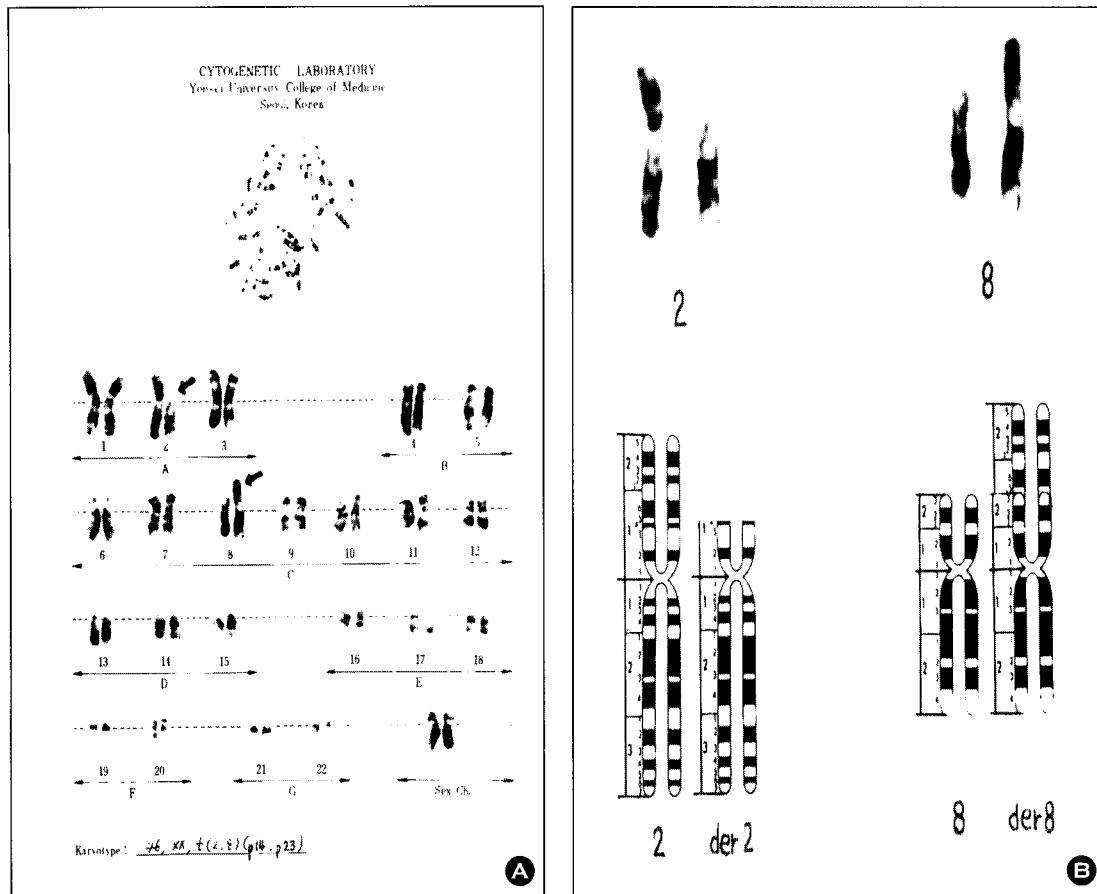 CYTOGENETIC LABORATORY
Yonsei University College of Medicine
Seoul, Korea
1 2 3 4 5
A B
6 7 8 9 10 11 12
C
13 14 15 16 17 18
D E
19 20 21 22 Sex Ch.
F G
Karyotype : 46, XX, t(2,8)(p14, p23)
A
2 8
2 der 2 8 der 8
B